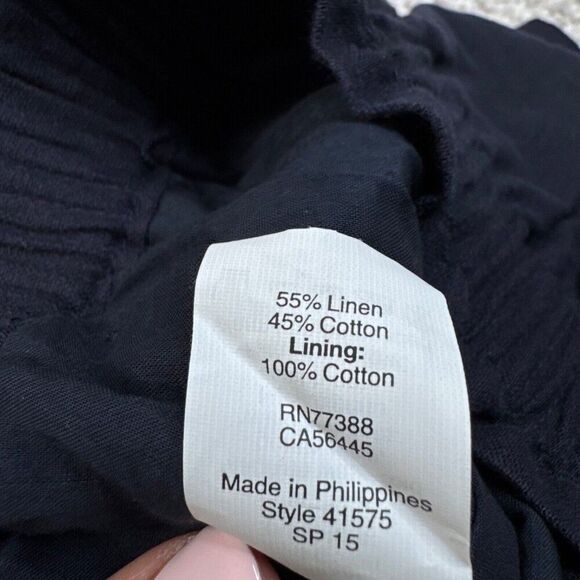 55% Linen
45% Cotton
Lining:
100% Cotton
RN77388
CA56445
Made in Philippines
Style 41575
SP 15